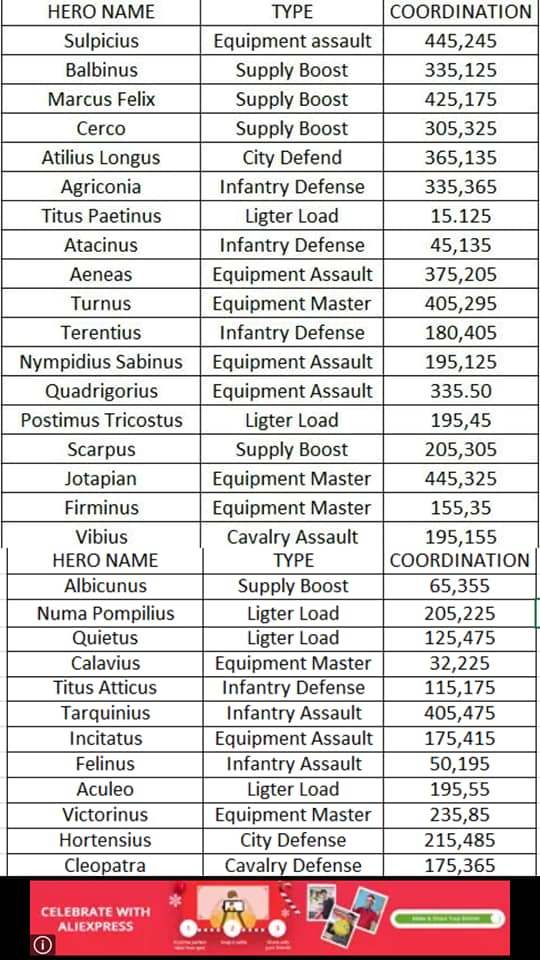 HERO NAME TYPE COORDINATION
Sulpicius Equipment assault 445,245
Balbinus Supply Boost 335,125
Marcus Felix Supply Boost 425,175
Cerco Supply Boost 305,325
Atilius Longus City Defend 365,135
Agriconia Infantry Defense 335,365
Titus Paetinus Ligter Load 15.125
Atacinus Infantry Defense 45,135
Aeneas Equipment Assault 375,205
Turnus Equipment Master 405,295
Terentius Infantry Defense 180,405
Nympidius Sabinus Equipment Assault 195,125
Quadrigorius Equipment Assault 335.50
Postimus Tricostus Ligter Load 195,45
Scarpus Supply Boost 205,305
Jotapian Equipment Master 445,325
Firminus Equipment Master 155,35
Vibius Cavalry Assault 195,155
HERO NAME TYPE COORDINATION
Albicunus Supply Boost 65,355
Numa Pompilius Ligter Load 205,225
Quietus Ligter Load 125,475
Calavius Equipment Master 32,225
Titus Atticus Infantry Defense 115,175
Tarquinius Infantry Assault 405,475
Incitatus Equipment Assault 175,415
Felinus Infantry Assault 50,195
Aculeo Ligter Load 195,55
Victorinus Equipment Master 235,85
Hortensius City Defense 215,485
Cleopatra Cavalry Defense 175,365
CELEBRATE WITH
ALIEXPRESS